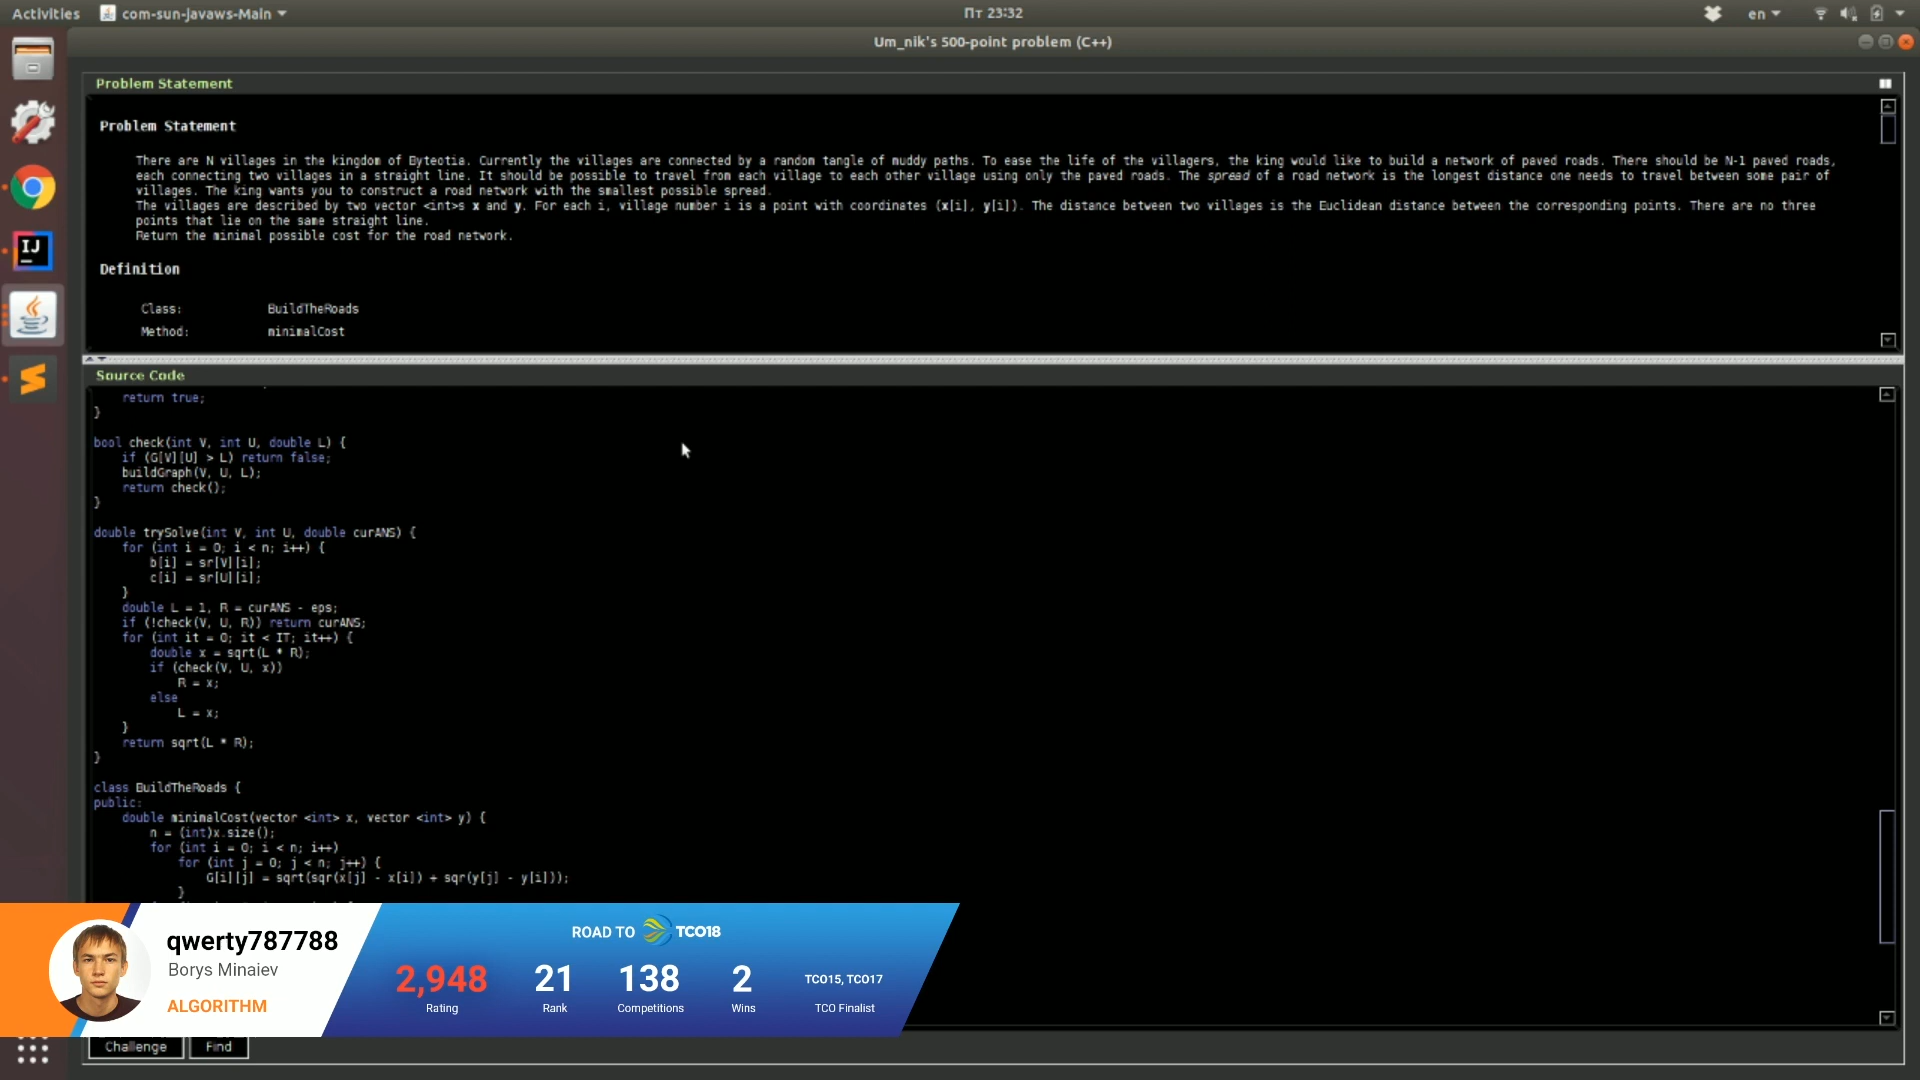 Activities
com-sun-javaws-Main
Пт 23:32
en
Um_nik's 500-point problem (C++)
Problem Statement
Problem Statement
There are N villages in the kingdom of Byteotia. Currently the villages are connected by a random tangle of muddy paths. To ease the life of the villagers, the king would like to build a network of paved roads. There should be N-1 paved roads,
each connecting two villages in a straight line. It should be possible to travel from each village to each other village using only the paved roads. The spread of a road network is the longest distance one needs to travel between some pair of
villages. The king wants you to construct a road network with the smallest possible spread.
The villages are described by two vector <int>s x and y. For each i, village number i is a point with coordinates (x[i], y[i]). The distance between two villages is the Euclidean distance between the corresponding points. There are no three
points that lie on the same straight line.
Return the minimal possible cost for the road network.
Definition
Class: BuildTheRoads
Method: minimalCost
Source Code
return true;
}
bool check(int V, int U, double L) {
if (G[V][U] > L) return false;
buildGraph(V, U, L);
return check();
}
double trySolve(int V, int U, double curANS) {
for (int i = 0; i < n; i++) {
b[i] = sr[V][i];
c[i] = sr[U][i];
}
double L = 1, R = curANS - eps;
if (!check(V, U, R)) return curANS;
for (int it = 0; it < IT; it++) {
double x = sqrt(L * R);
if (check(V, U, x))
R = x;
else
L = x;
}
return sqrt(L * R);
}
class BuildTheRoads {
public:
double minimalCost(vector <int> x, vector <int> y) {
n = (int)x.size();
for (int i = 0; i < n; i++)
for (int j = 0; j < n; j++) {
G[i][j] = sqrt(sqr(x[j] - x[i]) + sqr(y[j] - y[i]));
}
qwerty787788
Borys Minaiev
ALGORITHM
ROAD TO TCO18
2,948 21 138 2 TCO15, TCO17
Rating Rank Competitions Wins TCO Finalist
Challenge Find
IJ